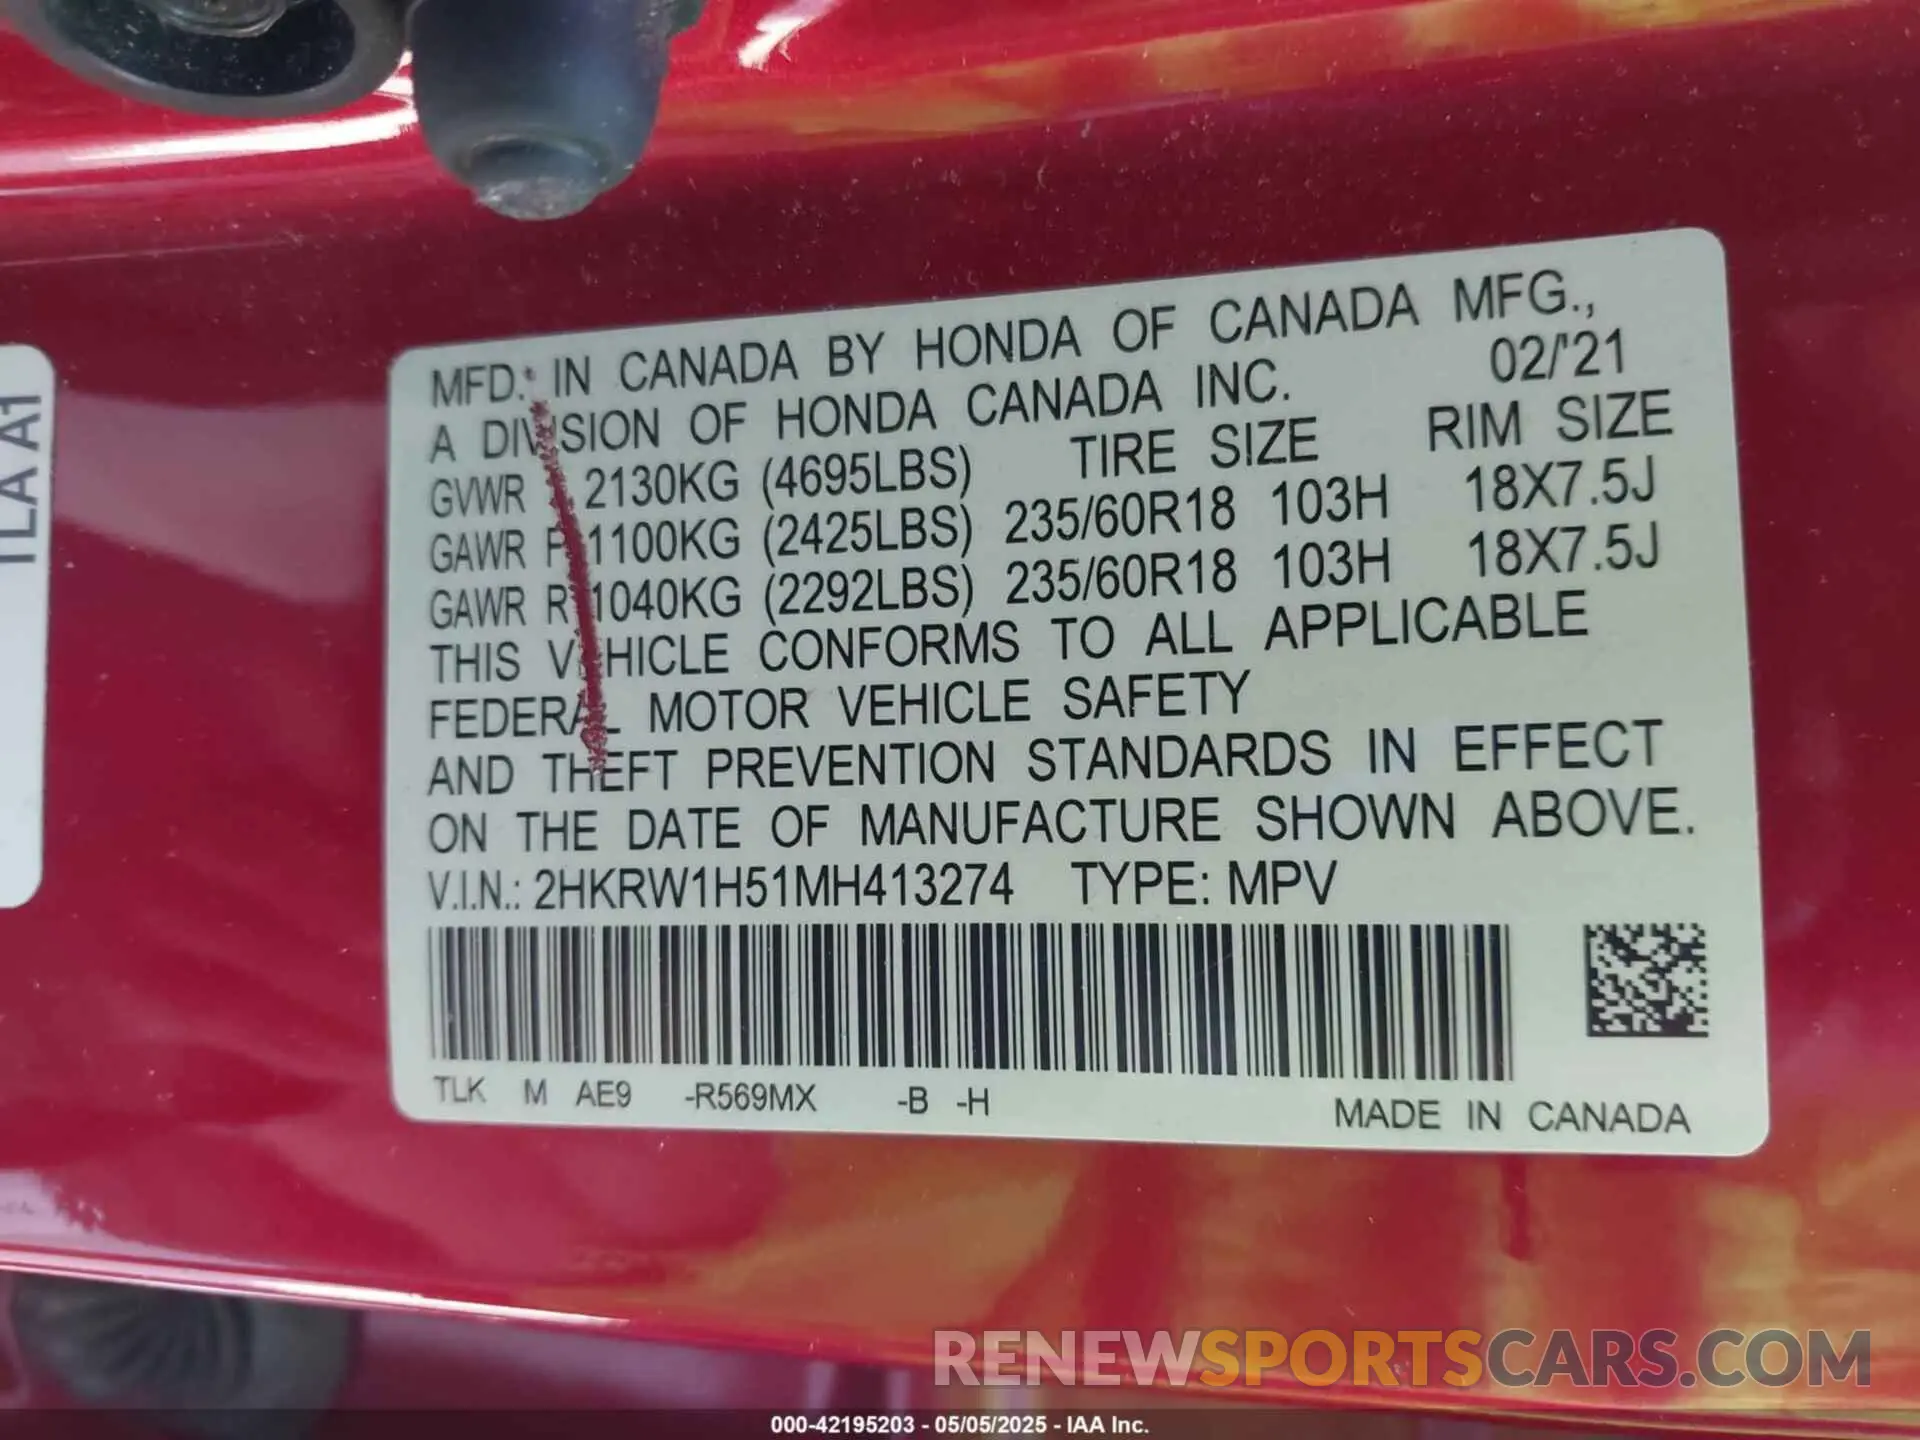 TLA A1
MFD. IN CANADA BY HONDA OF CANADA MFG.,
A DIVISION OF HONDA CANADA INC. 02/'21
GVWR 2130KG (4695LBS) TIRE SIZE RIM SIZE
GAWR F 1100KG (2425LBS) 235/60R18 103H 18X7.5J
GAWR R 1040KG (2292LBS) 235/60R18 103H 18X7.5J
THIS VEHICLE CONFORMS TO ALL APPLICABLE
FEDERAL MOTOR VEHICLE SAFETY
AND THEFT PREVENTION STANDARDS IN EFFECT
ON THE DATE OF MANUFACTURE SHOWN ABOVE.
V.I.N.: 2HKRW1H51MH413274 TYPE: MPV
TLK M AE9 -R569MX -B -H
MADE IN CANADA
RENEWSPORTSCARS.COM
000-42195203 - 05/05/2025 - IAA Inc.